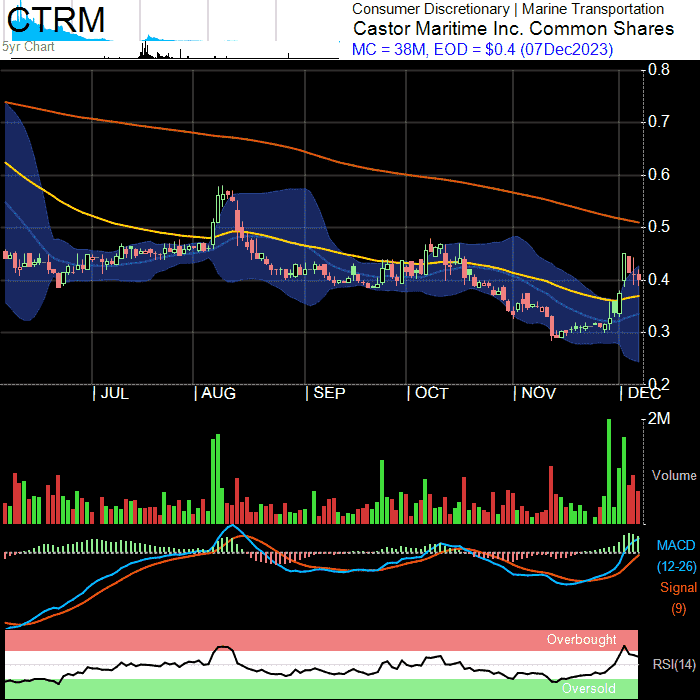 CTRM
5yr Chart
Consumer Discretionary | Marine Transportation
Castor Maritime Inc. Common Shares
MC = 38M, EOD = $0.4 (07Dec2023)
0.8
0.7
0.6
0.5
0.4
0.3
0.2
| JUL | AUG | SEP | OCT | NOV | DEC
2M
Volume
MACD
(12-26)
Signal
(9)
Overbought
RSI(14)
Oversold